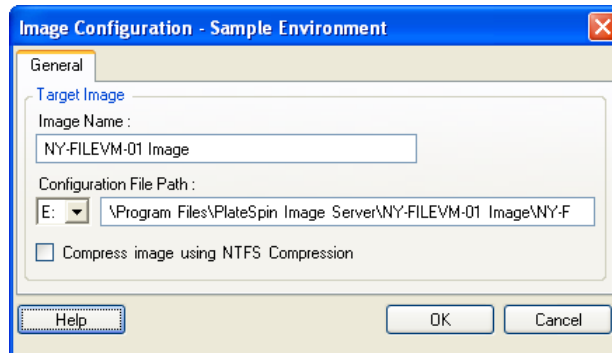 Image Configuration - Sample Environment
General
Target Image
Image Name :
NY-FILEVM-01 Image
Configuration File Path :
E: \Program Files\PlateSpin Image Server\NY-FILEVM-01 Image\NY-F
Compress image using NTFS Compression
Help OK Cancel